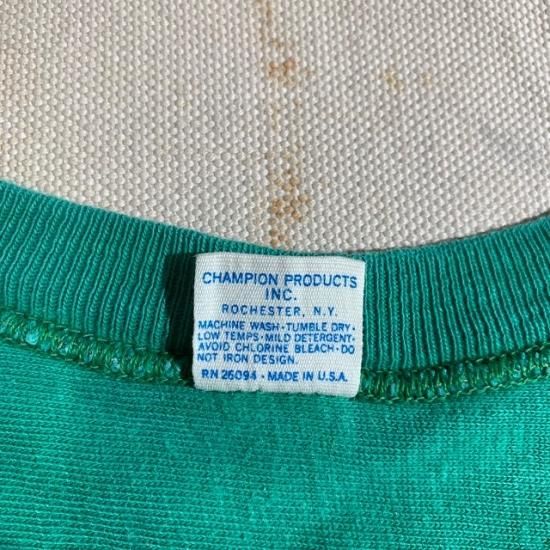 CHAMPION PRODUCTS
INC.
ROCHESTER, N.Y.
MACHINE WASH·TUMBLE DRY·
LOW TEMPS·MILD DETERGENT·
AVOID CHLORINE BLEACH·DO
NOT IRON DESIGN.
RN 26094·MADE IN U.S.A.